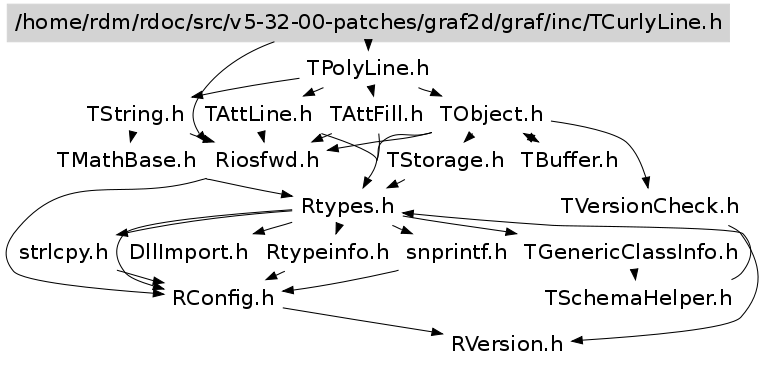 /home/rdm/rdoc/src/v5-32-00-patches/graf2d/graf/inc/TCurlyLine.h
TPolyLine.h
TString.h TAttLine.h TAttFill.h TObject.h
TMathBase.h Riosfwd.h TStorage.h TBuffer.h
Rtypes.h TVersionCheck.h
strlcpy.h DllImport.h Rtypeinfo.h snprintf.h TGenericClassInfo.h
RConfig.h TSchemaHelper.h
RVersion.h